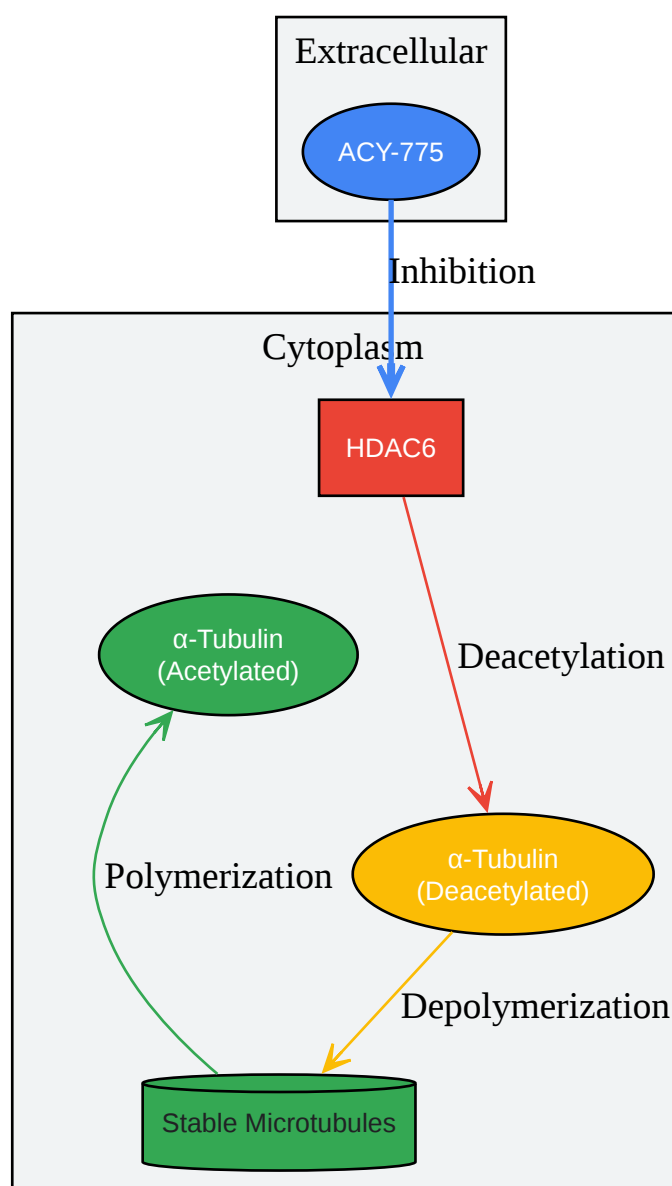 Extracellular
ACY-775
Inhibition
Cytoplasm
HDAC6
α-Tubulin
(Acetylated)
Deacetylation
Polymerization
α-Tubulin
(Deacetylated)
Depolymerization
Stable Microtubules